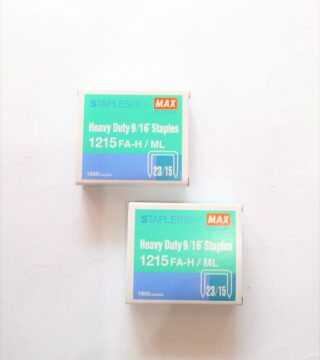 STAPLES MAX
Heavy Duty 9/16" Staples
1215 FA-H / ML
23/15
1000 staples
STAPLES MAX
Heavy Duty 9/16" Staples
1215 FA-H / ML
23/15
1000 staples